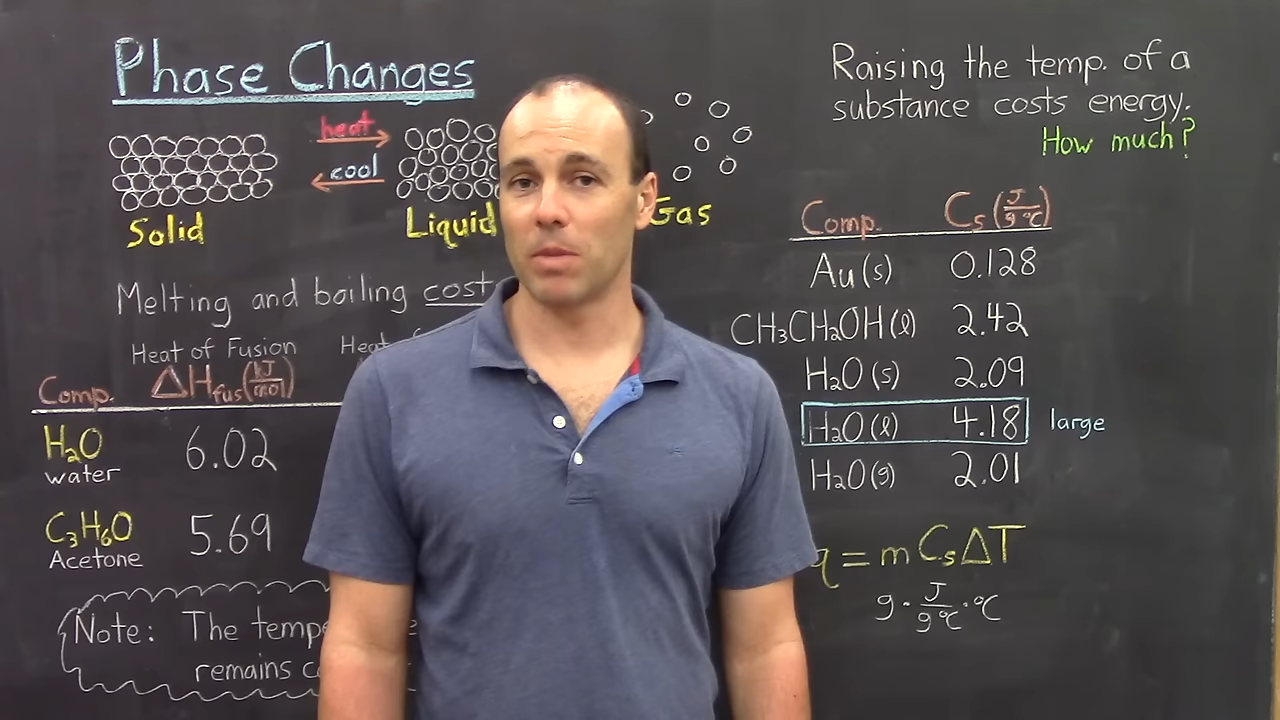 Phase Changes
heat
cool
Solid
Liquid
Gas
Melting and boiling cost
Heat of Fusion
Comp. ΔHfus (kJ/mol)
H₂O 6.02
water
C₃H₆O 5.69
Acetone
Note: The
remains
Raising the temp. of a
substance costs energy.
How much?
Comp. Cs (J/g °C)
Au(s) 0.128
CH₃CH₂OH(l) 2.42
H₂O(s) 2.09
H₂O(l) 4.18 large
H₂O(g) 2.01
q = m Cs ΔT
g · J/g °C · °C